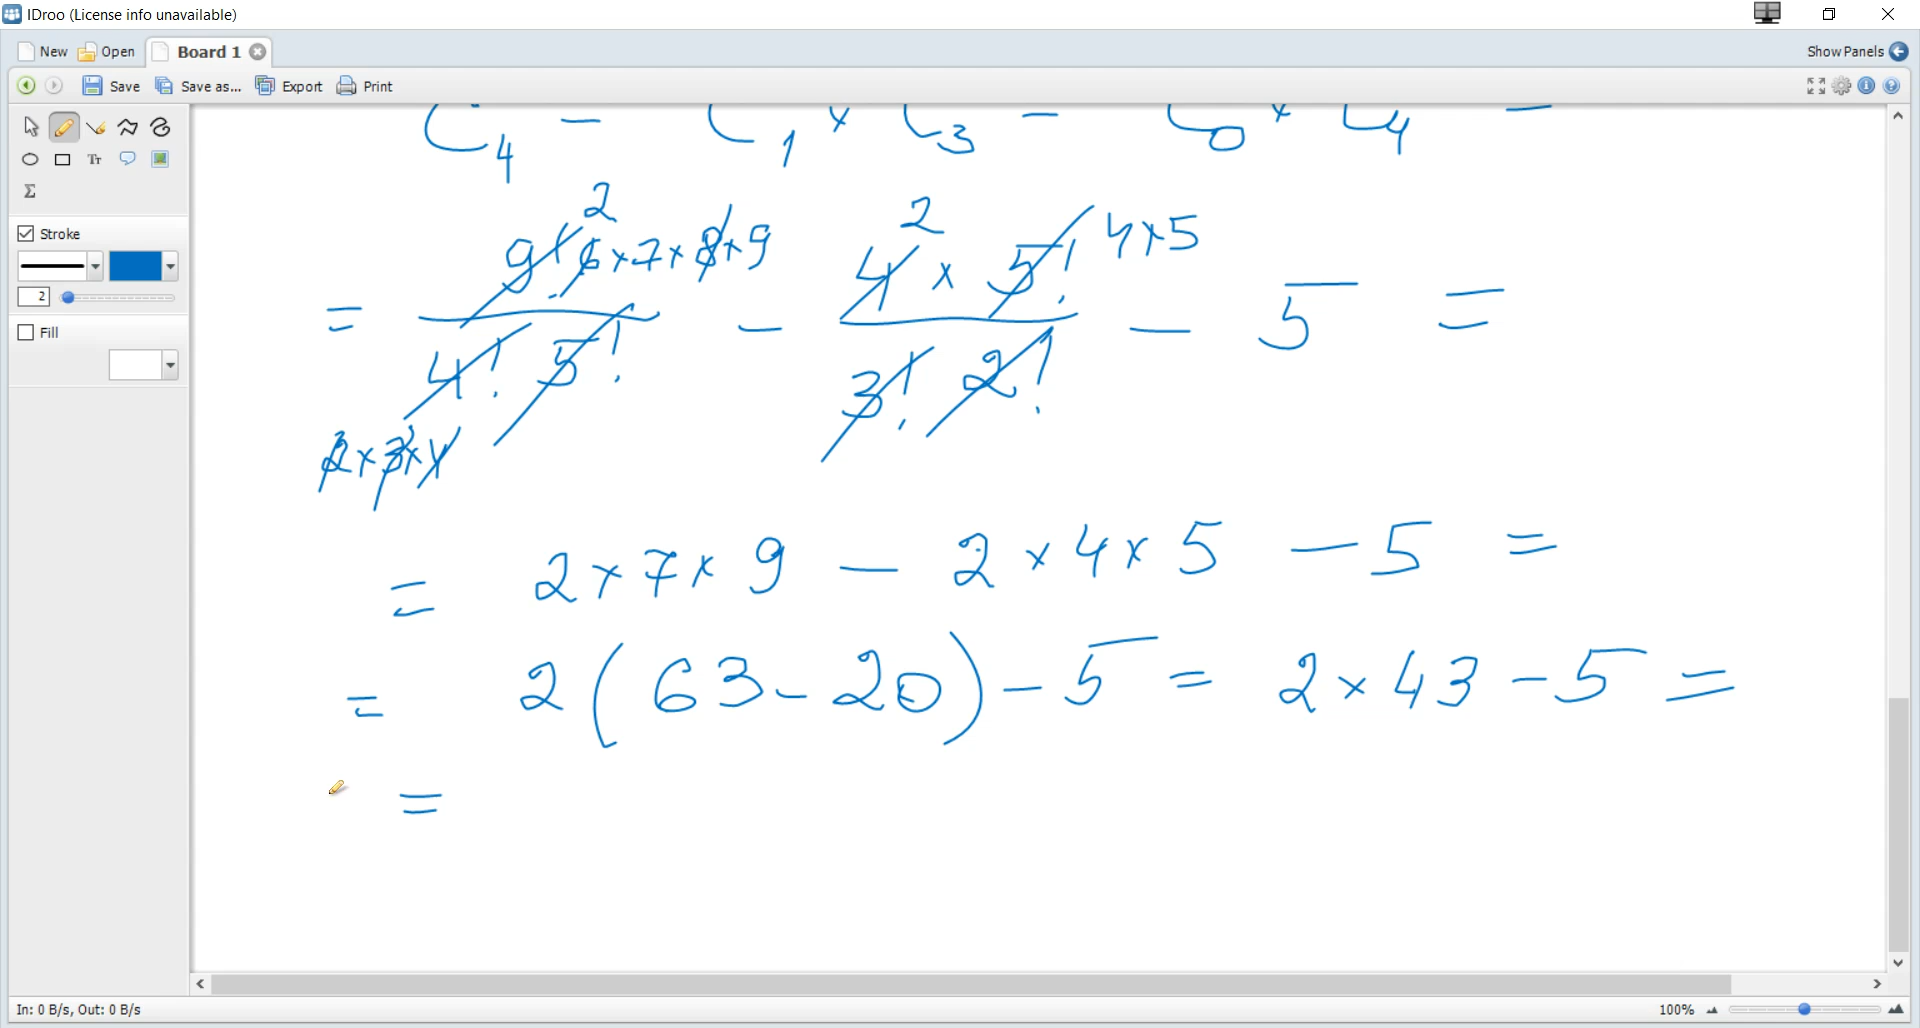 IDroo (License info unavailable)
New Open Board 1 Show Panels
Save Save as... Export Print
C4 - C1 × C3 - C0 × C4 =
Tт
Σ
2 2
9! 6×7×8×9 4 × 5! 4×5
= — - — - 5 =
4! 5! 3! 2!
2×3×4
Stroke
2
Fill
= 2×7×9 - 2×4×5 - 5 =
= 2(63-20)-5 = 2×43-5 =
=
In: 0 B/s, Out: 0 B/s 100%